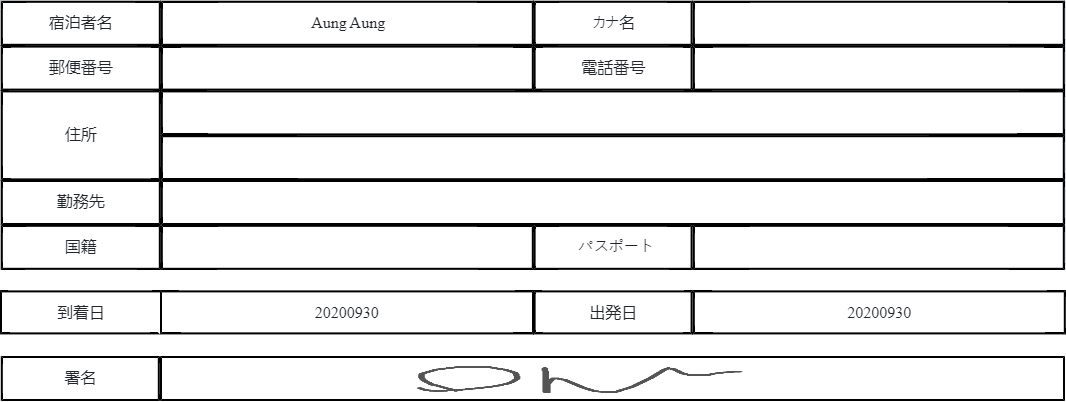 宿泊者名 Aung Aung カナ名
郵便番号 電話番号
住所
勤務先
国籍 パスポート
到着日 20200930 出発日 20200930
署名